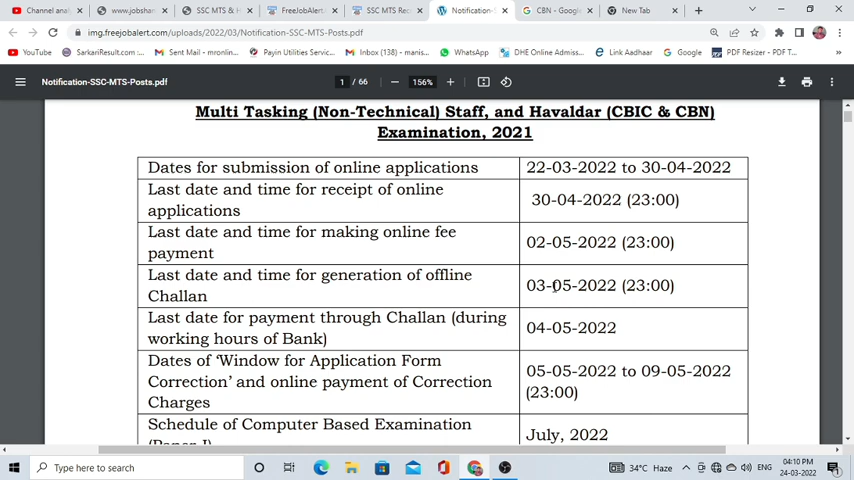 Channel anal
www.jobshar
SSC MTS & H
FreeJobAlert.
SSC MTS Rec
Notification-
CBN - Googl
New Tab
img.freejobalert.com/uploads/2022/03/Notification-SSC-MTS-Posts.pdf
YouTube
SarkariResult.com :...
Sent Mail - mronlin...
Payin Utilities Servic...
Inbox (138) - manis...
WhatsApp
DHE Online Admiss...
Link Aadhaar
Google
PDF Resizer | Tool D...
Notification-SSC-MTS-Posts.pdf
1 / 66
156%
Multi Tasking (Non-Technical) Staff, and Havaldar (CBIC & CBN)
Examination, 2021
Dates for submission of online applications 22-03-2022 to 30-04-2022
Last date and time for receipt of online
applications 30-04-2022 (23:00)
Last date and time for making online fee
payment 02-05-2022 (23:00)
Last date and time for generation of offline
Challan 03-05-2022 (23:00)
Last date for payment through Challan (during
working hours of Bank) 04-05-2022
Dates of ‘Window for Application Form
Correction’ and online payment of Correction
Charges 05-05-2022 to 09-05-2022
(23:00)
Schedule of Computer Based Examination
(Paper-I) July, 2022
Type here to search
34°C Haze
ENG
04:10 PM
24-03-2022